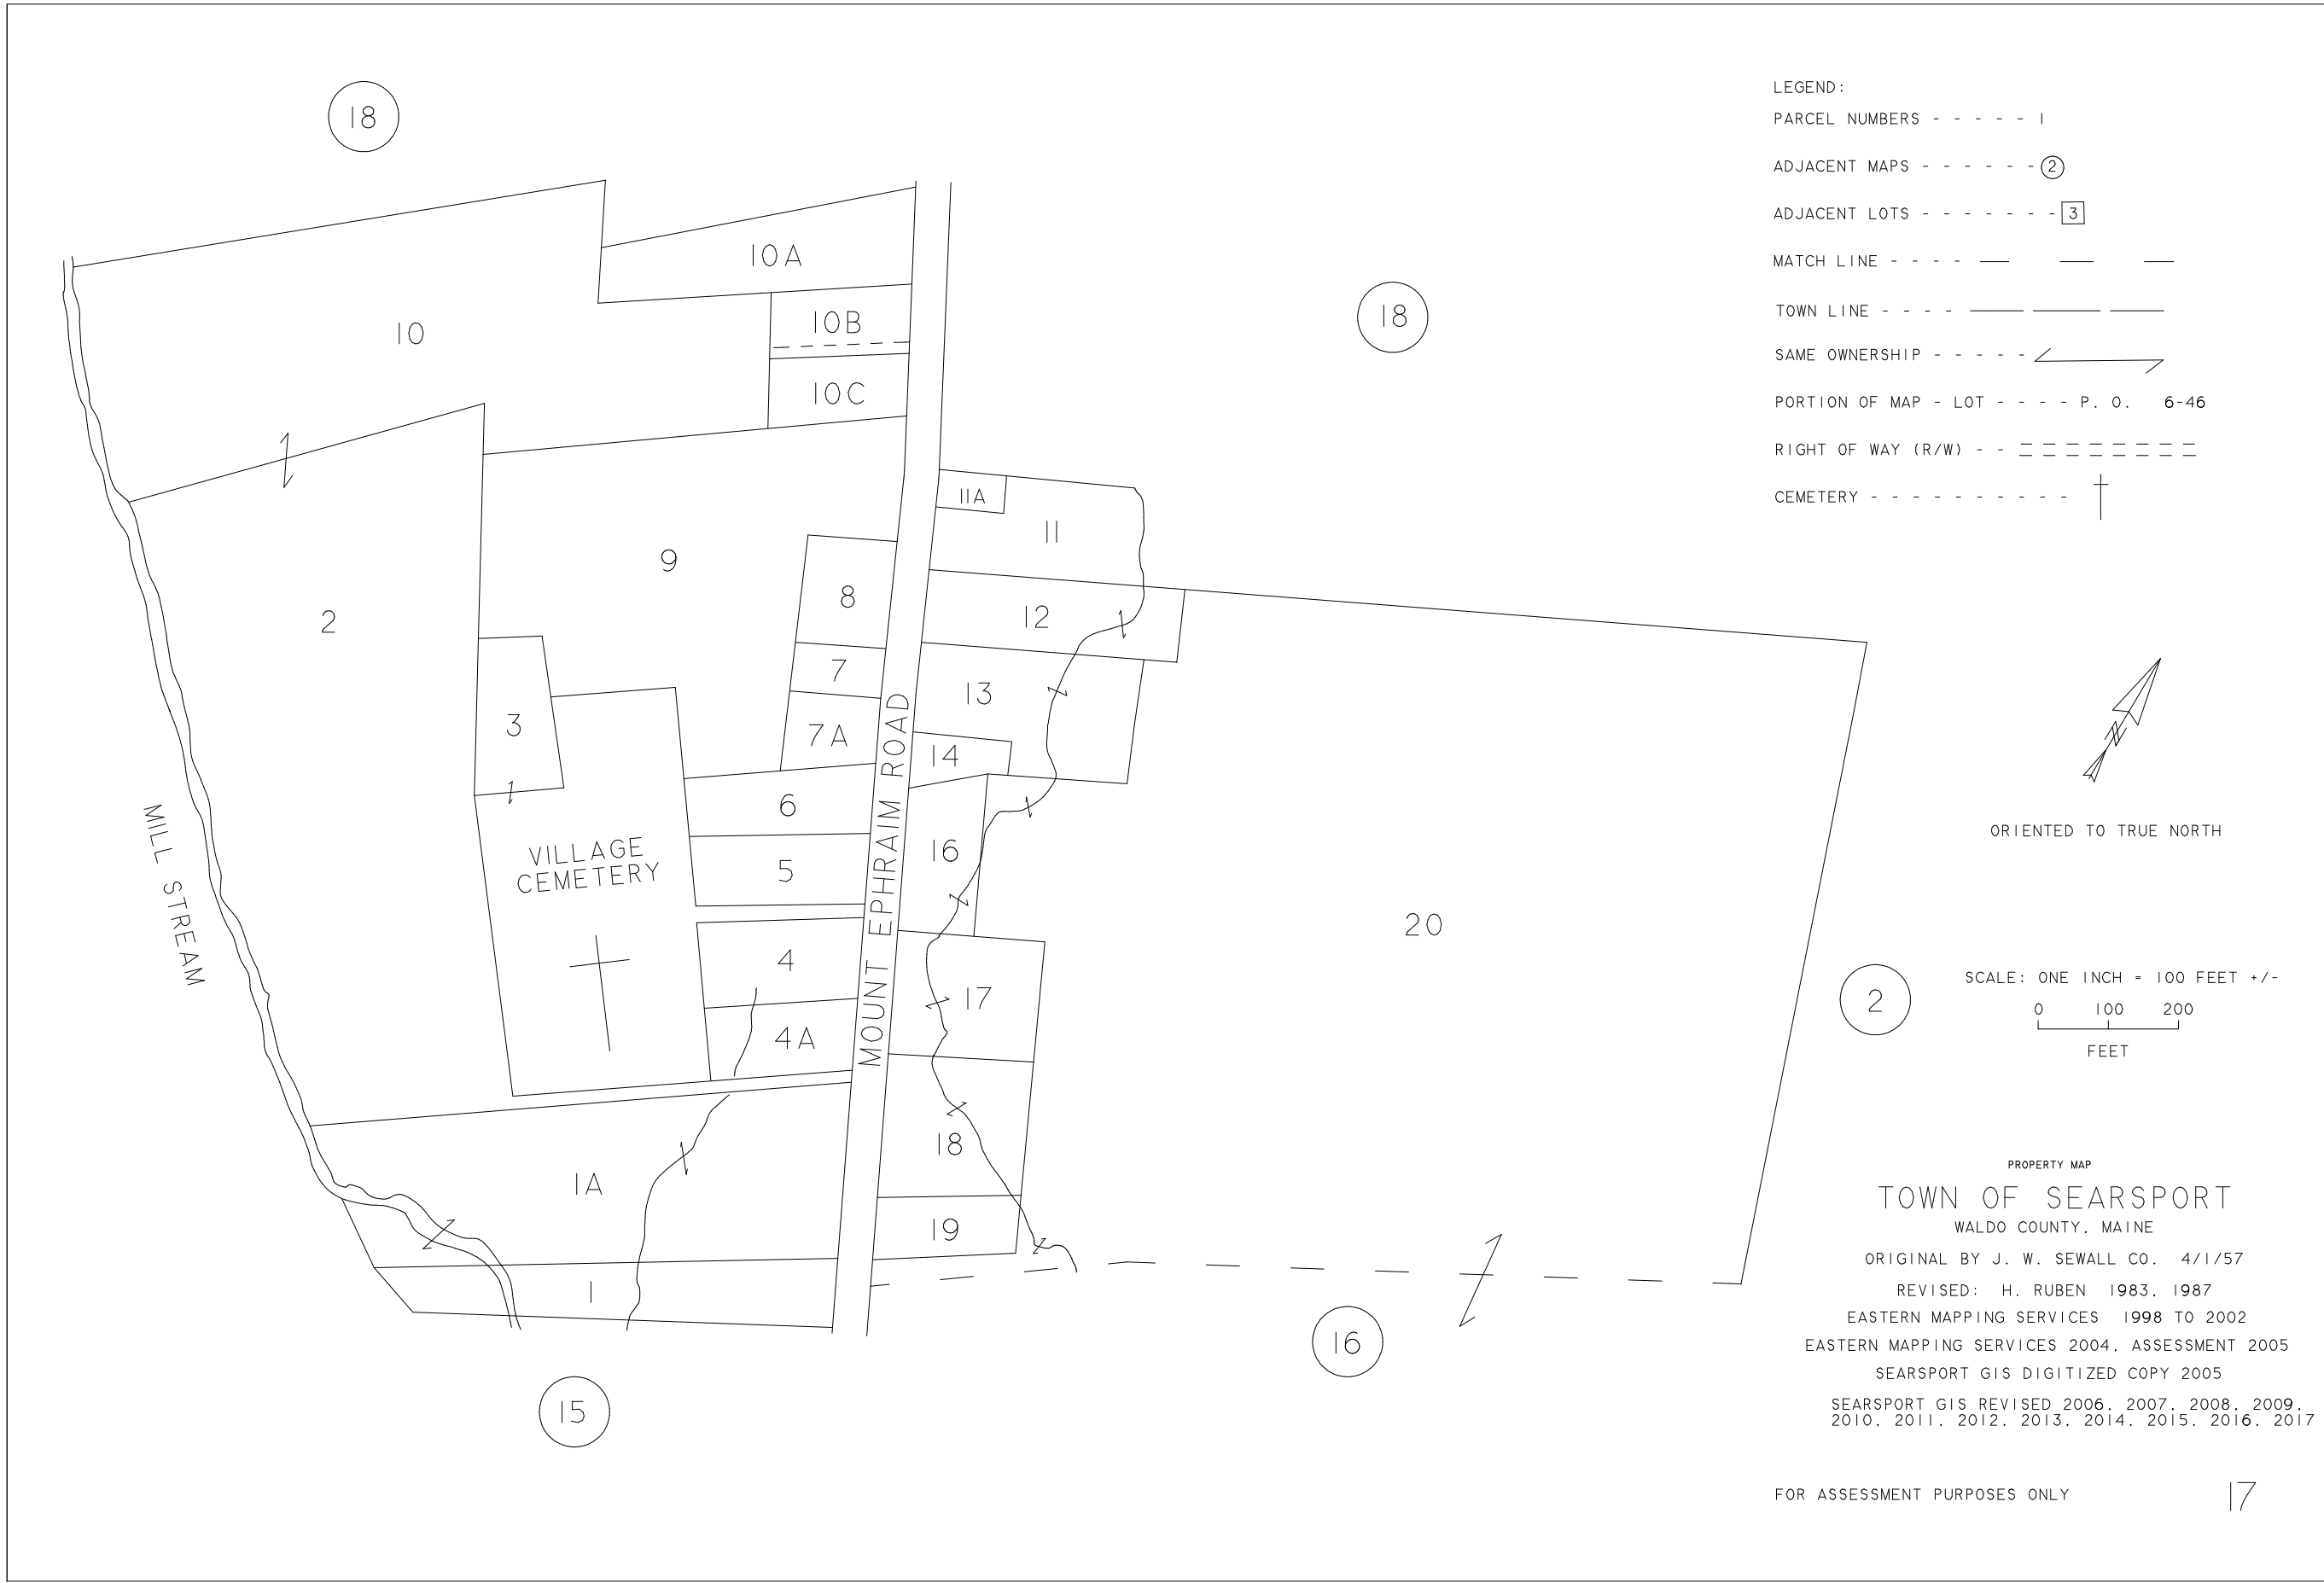 18
LEGEND:
PARCEL NUMBERS - - - - - 1
ADJACENT MAPS - - - - - - 2
ADJACENT LOTS - - - - - - - 3
MATCH LINE - - - -
TOWN LINE - - - -
SAME OWNERSHIP - - - - -
PORTION OF MAP - LOT - - - - P. O. 6-46
RIGHT OF WAY (R/W) - -
CEMETERY - - - - - - - - - -
10A
18
10B
10
10C
11A
11
9
8
12
2
7
13
3
7A
14
6
16
5
VILLAGE
CEMETERY
MILL STREAM
MOUNT EPHRAIM ROAD
20
4
17
4A
18
1A
19
1
N
ORIENTED TO TRUE NORTH
2
SCALE: ONE INCH = 100 FEET +/-
0 100 200
FEET
16
15
PROPERTY MAP
TOWN OF SEARSPORT
WALDO COUNTY, MAINE
ORIGINAL BY J. W. SEWALL CO. 4/1/57
REVISED: H. RUBEN 1983, 1987
EASTERN MAPPING SERVICES 1998 TO 2002
EASTERN MAPPING SERVICES 2004, ASSESSMENT 2005
SEARSPORT GIS DIGITIZED COPY 2005
SEARSPORT GIS REVISED 2006, 2007, 2008, 2009,
2010, 2011, 2012, 2013, 2014, 2015, 2016, 2017
FOR ASSESSMENT PURPOSES ONLY
17